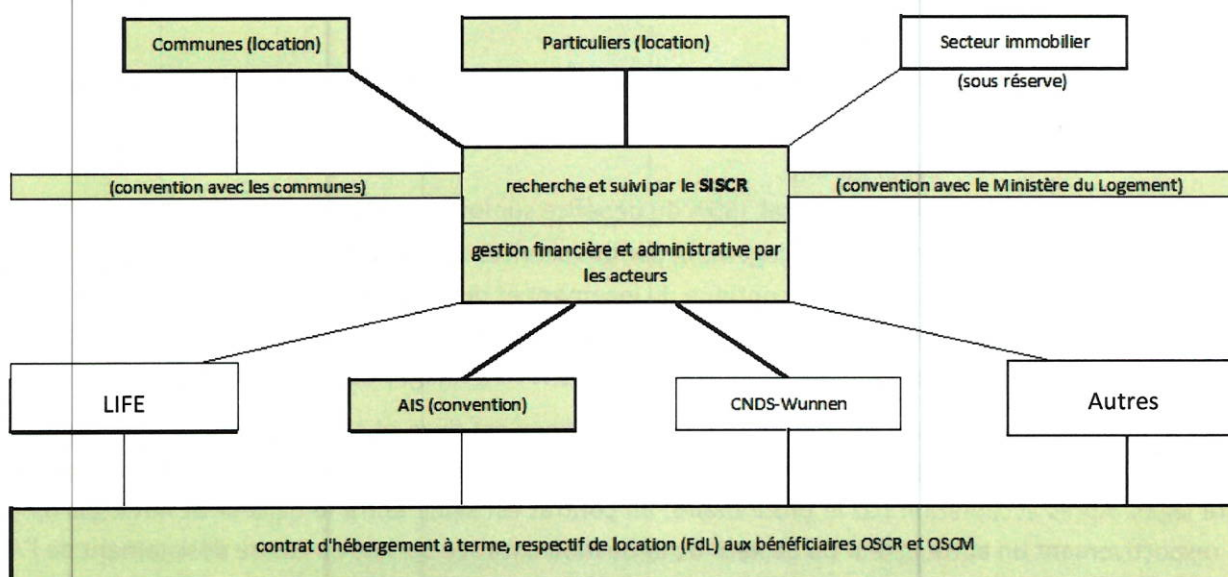 Communes (location)
Particuliers (location)
Secteur immobilier
(sous réserve)
(convention avec les communes)
recherche et suivi par le SISCR
(convention avec le Ministère du Logement)
gestion financière et administrative par
les acteurs
LIFE
AIS (convention)
CNDS-Wunnen
Autres
contrat d'hébergement à terme, respectif de location (FdL) aux bénéficiaires OSCR et OSCM